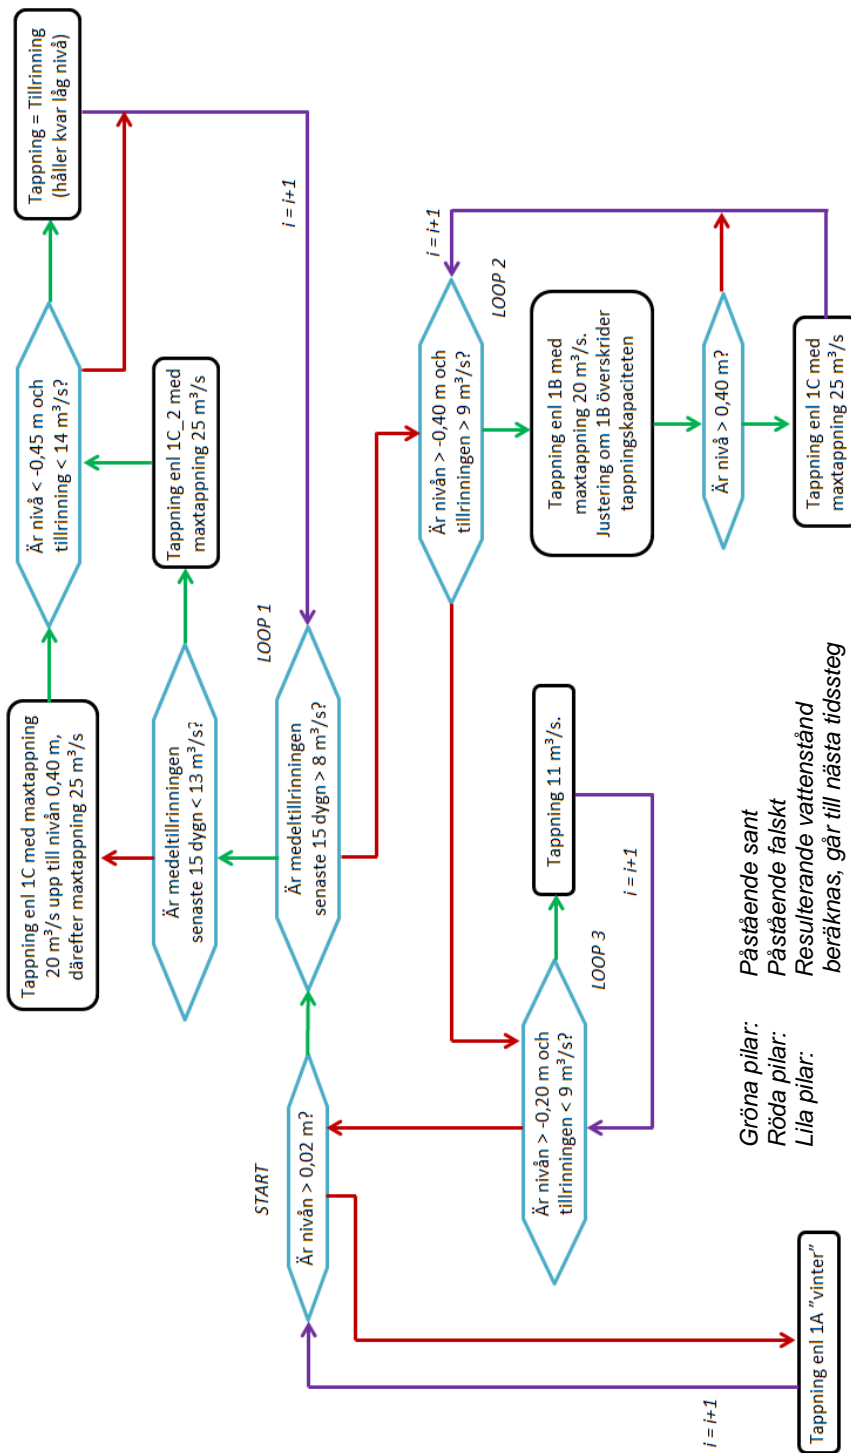 START
Är nivån > 0,02 m?
Tappning enl 1A "vinter"
i = i+1
Är medeltillrinningen
senaste 15 dygn > 8 m³/s?
LOOP 1
Är medeltillrinningen
senaste 15 dygn < 13 m³/s?
Tappning enl 1C med maxtappning
20 m³/s upp till nivån 0,40 m,
därefter maxtappning 25 m³/s
Tappning enl 1C_2 med
maxtappning 25 m³/s
Är nivå < -0,45 m och
tillrinning < 14 m³/s?
Tappning = Tillrinning
(håller kvar låg nivå)
i = i+1
Är nivån > -0,40 m och
tillrinningen > 9 m³/s?
i = i+1
LOOP 2
Tappning enl 1B med
maxtappning 20 m³/s.
Justering om 1B överskrider
tappningskapaciteten
Är nivå > 0,40 m?
Tappning enl 1C med
maxtappning 25 m³/s
Är nivån > -0,20 m och
tillrinningen < 9 m³/s?
LOOP 3
Tappning 11 m³/s.
i = i+1
Gröna pilar: Påstående sant
Röda pilar: Påstående falskt
Lila pilar: Resulterande vattenstånd
beräknas, går till nästa tidssteg